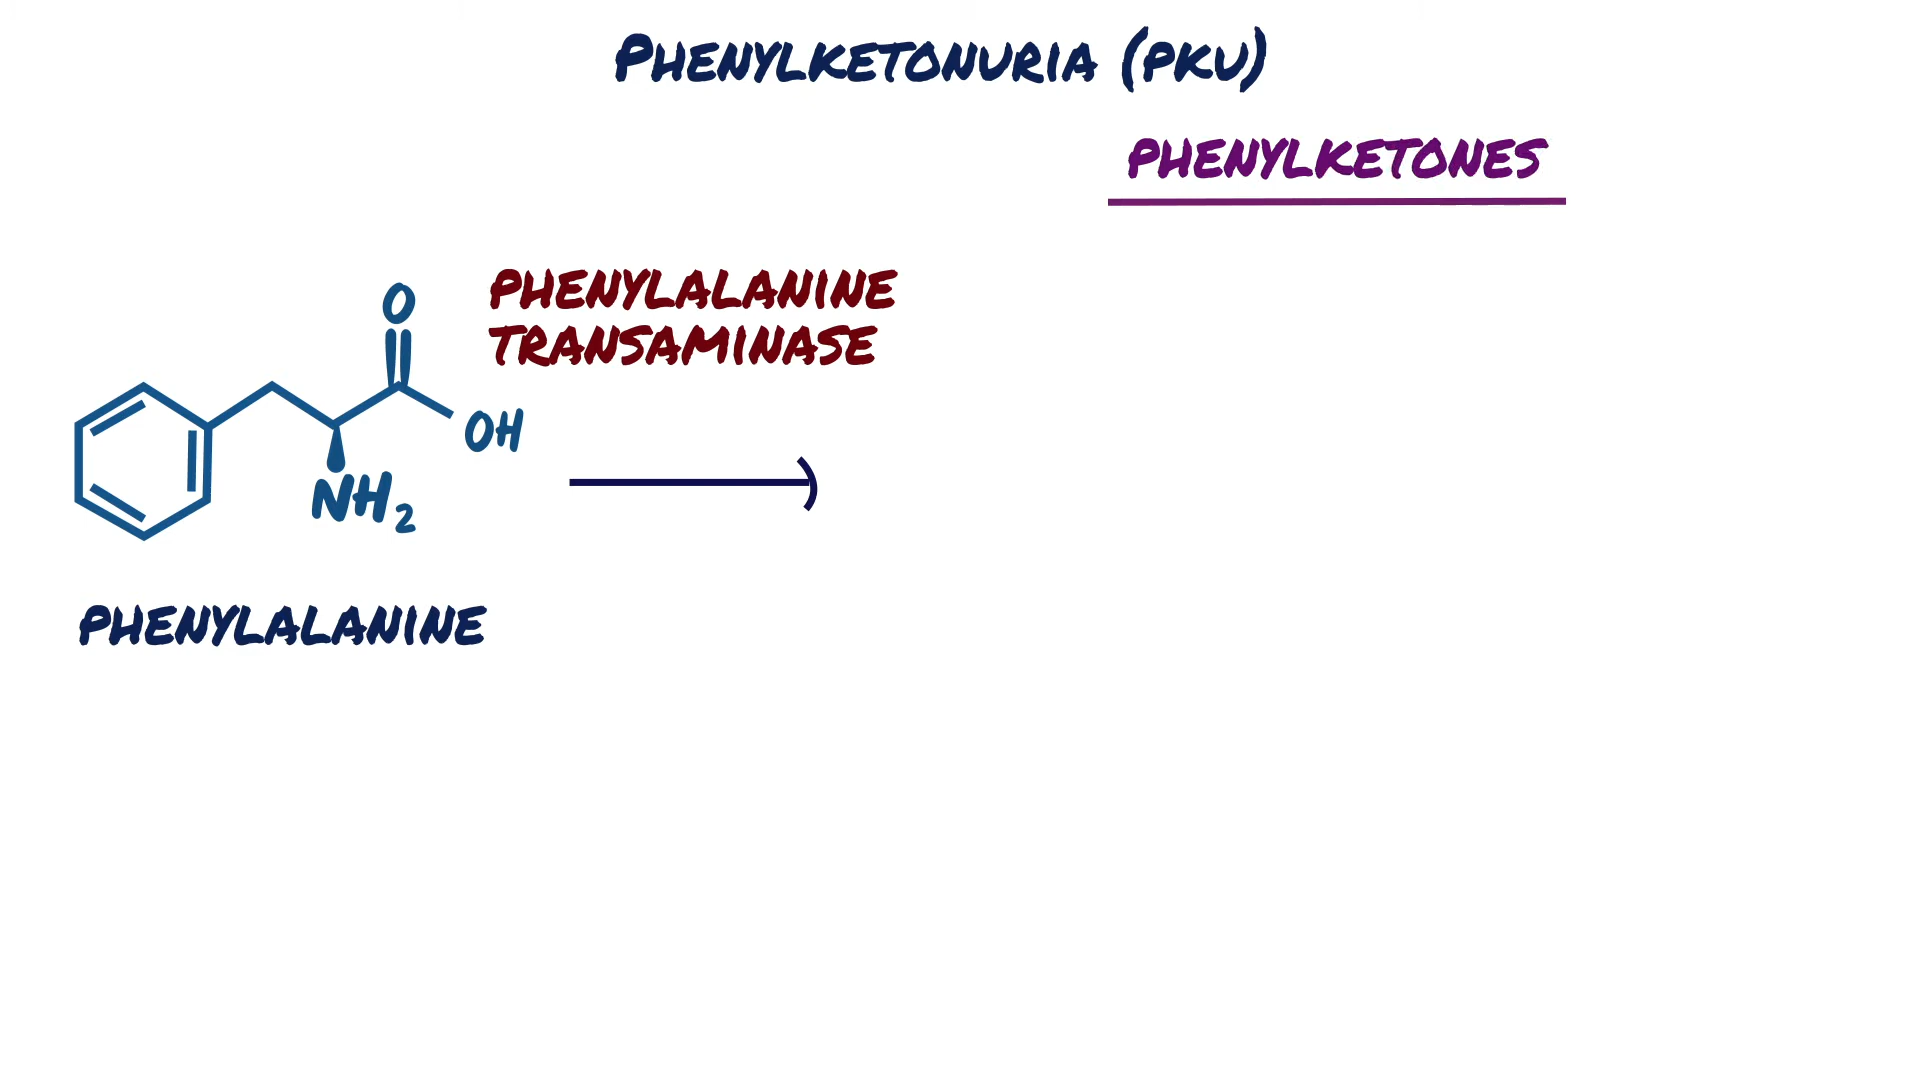 PHENYLKETONURIA (PKU)
PHENYLKETONES
PHENYLALANINE
TRANSAMINASE
O
OH
NH₂
PHENYLALANINE